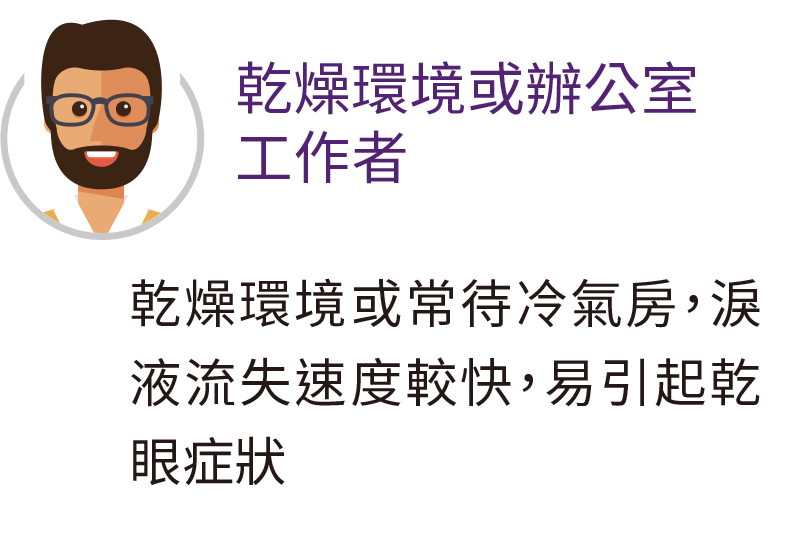 乾燥環境或辦公室
工作者
乾燥環境或常待冷氣房，淚
液流失速度較快，易引起乾
眼症狀